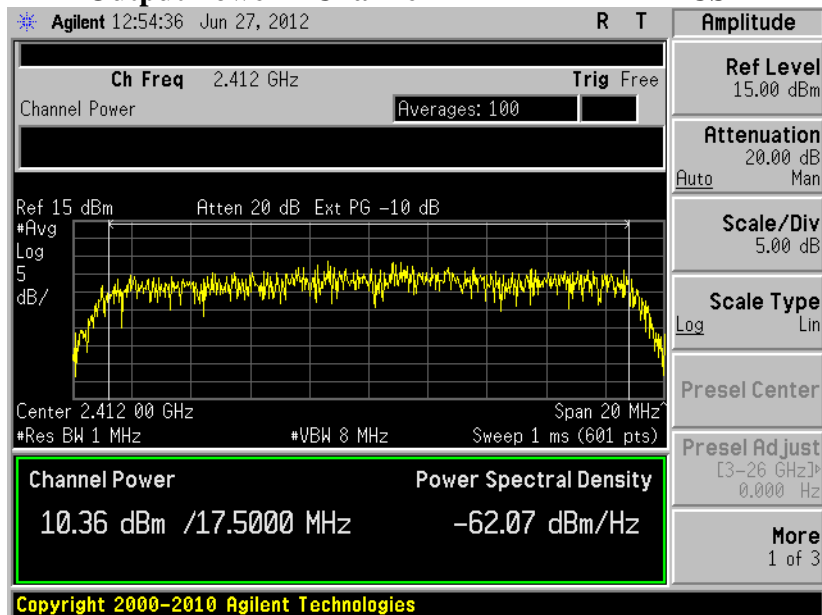 Agilent 12:54:36 Jun 27, 2012 R T
Ch Freq 2.412 GHz Trig Free
Channel Power Averages: 100
Ref 15 dBm Atten 20 dB Ext PG -10 dB
#Avg
Log
5
dB/
Center 2.412 00 GHz Span 20 MHz^
#Res BW 1 MHz #VBW 8 MHz Sweep 1 ms (601 pts)
Channel Power Power Spectral Density
10.36 dBm /17.5000 MHz -62.07 dBm/Hz
Copyright 2000-2010 Agilent Technologies
Amplitude
Ref Level
15.00 dBm
Attenuation
20.00 dB
Auto Man
Scale/Div
5.00 dB
Scale Type
Log Lin
Presel Center
Presel Adjust
[3-26 GHz]
0.000 Hz
More
1 of 3